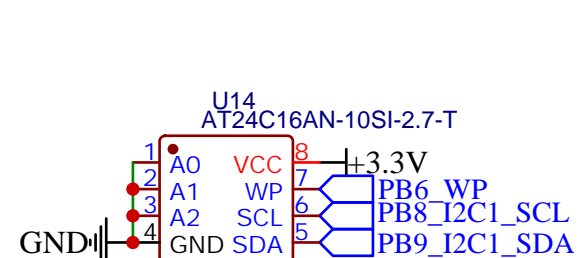 U14
AT24C16AN-10SI-2.7-T
1 A0 VCC 8 +3.3V
2 A1 WP 7 PB6_WP
3 A2 SCL 6 PB8_I2C1_SCL
GND 4 GND SDA 5 PB9_I2C1_SDA